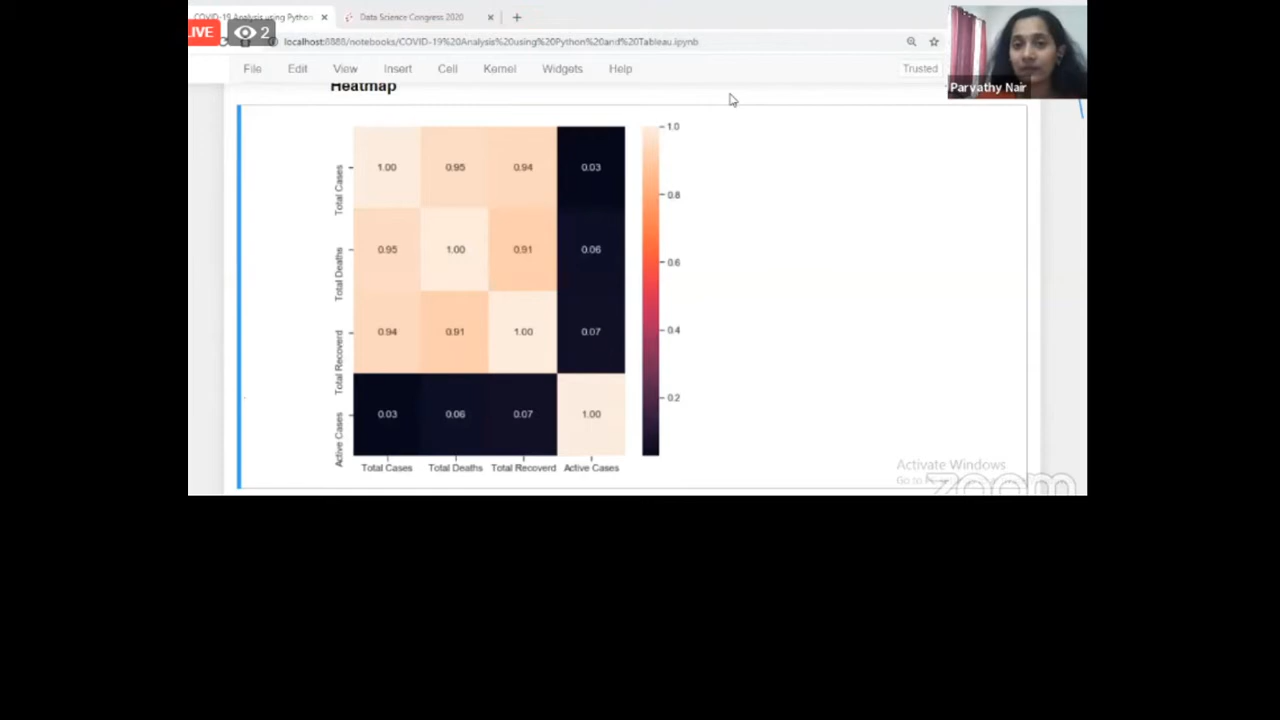 COVID-19 Analysis using Python
Data Science Congress 2020
LIVE
2
localhost:8888/notebooks/COVID-19%20Analysis%20using%20Python%20and%20Tableau.ipynb
File Edit View Insert Cell Kernel Widgets Help
Trusted
Parvathy Nair
Heatmap
Total Cases
1.00 0.95 0.94 0.03
Total Deaths
0.95 1.00 0.91 0.06
Total Recoverd
0.94 0.91 1.00 0.07
Active Cases
0.03 0.06 0.07 1.00
Total Cases Total Deaths Total Recoverd Active Cases
1.0
0.8
0.6
0.4
0.2
Activate Windows
Go to
zoom